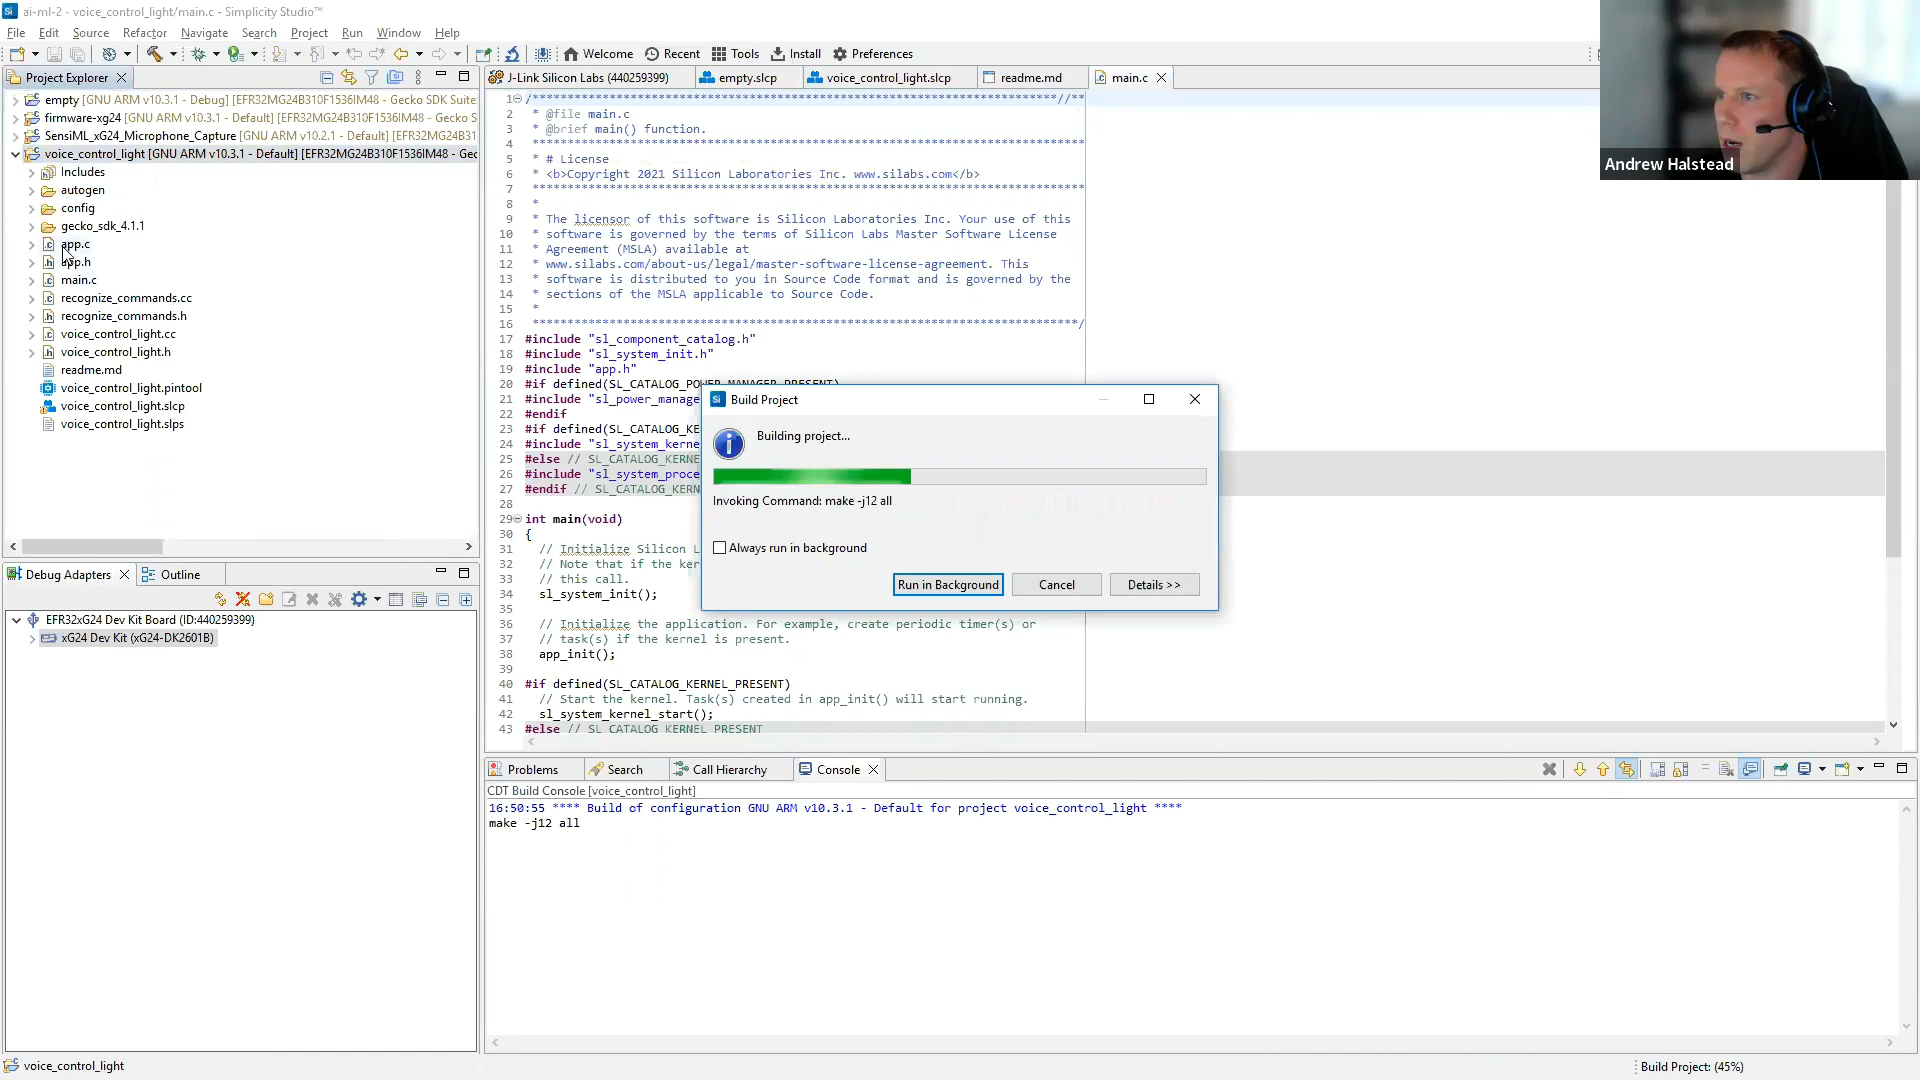 ai-ml-2 - voice_control_light/main.c - Simplicity Studio™
File Edit Source Refactor Navigate Search Project Run Window Help
Welcome Recent Tools Install Preferences
Project Explorer
empty [GNU ARM v10.3.1 - Debug] [EFR32MG24B310F1536IM48 - Gecko SDK Suite
firmware-xg24 [GNU ARM v10.3.1 - Default] [EFR32MG24B310F1536IM48 - Gecko S
SensiML_xG24_Microphone_Capture [GNU ARM v10.2.1 - Default] [EFR32MG24B31
voice_control_light [GNU ARM v10.3.1 - Default] [EFR32MG24B310F1536IM48 - Gec
Includes
autogen
config
gecko_sdk_4.1.1
app.c
app.h
main.c
recognize_commands.cc
recognize_commands.h
voice_control_light.cc
voice_control_light.h
readme.md
voice_control_light.pintool
voice_control_light.slcp
voice_control_light.slps
Debug Adapters Outline
EFR32xG24 Dev Kit Board (ID:440259399)
xG24 Dev Kit (xG24-DK2601B)
J-Link Silicon Labs (440259399) empty.slcp voice_control_light.slcp readme.md main.c
1 /***************************************************************************//**
2 * @file main.c
3 * @brief main() function.
4 *******************************************************************************
5 * # License
6 * <b>Copyright 2021 Silicon Laboratories Inc. www.silabs.com</b>
7 *******************************************************************************
8 *
9 * The licensor of this software is Silicon Laboratories Inc. Your use of this
10 * software is governed by the terms of Silicon Labs Master Software License
11 * Agreement (MSLA) available at
12 * www.silabs.com/about-us/legal/master-software-license-agreement. This
13 * software is distributed to you in Source Code format and is governed by the
14 * sections of the MSLA applicable to Source Code.
15 *
16 ******************************************************************************/
17 #include "sl_component_catalog.h"
18 #include "sl_system_init.h"
19 #include "app.h"
20 #if defined(SL_CATALOG_POWER_MANAGER_PRESENT)
21 #include "sl_power_manage
22 #endif
23 #if defined(SL_CATALOG_KE
24 #include "sl_system_kerne
25 #else // SL_CATALOG_KERNE
26 #include "sl_system_proce
27 #endif // SL_CATALOG_KERN
28
29 int main(void)
30 {
31 // Initialize Silicon L
32 // Note that if the ker
33 // this call.
34 sl_system_init();
35
36 // Initialize the application. For example, create periodic timer(s) or
37 // task(s) if the kernel is present.
38 app_init();
39
40 #if defined(SL_CATALOG_KERNEL_PRESENT)
41 // Start the kernel. Task(s) created in app_init() will start running.
42 sl_system_kernel_start();
43 #else // SL_CATALOG_KERNEL_PRESENT
Build Project
Building project...
Invoking Command: make -j12 all
Always run in background
Run in Background Cancel Details >>
Problems Search Call Hierarchy Console
CDT Build Console [voice_control_light]
16:50:55 **** Build of configuration GNU ARM v10.3.1 - Default for project voice_control_light ****
make -j12 all
voice_control_light
Build Project: (45%)
Andrew Halstead